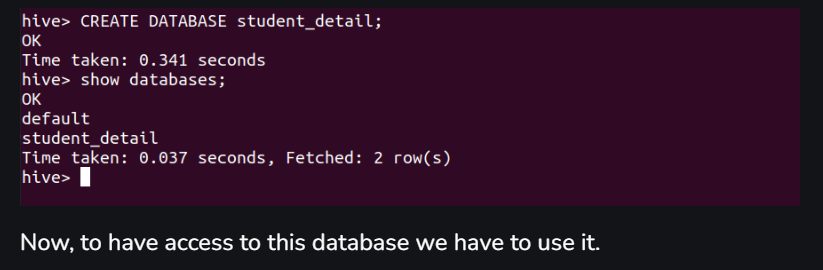 hive> CREATE DATABASE student_detail;
OK
Time taken: 0.341 seconds
hive> show databases;
OK
default
student_detail
Time taken: 0.037 seconds, Fetched: 2 row(s)
hive>
Now, to have access to this database we have to use it.